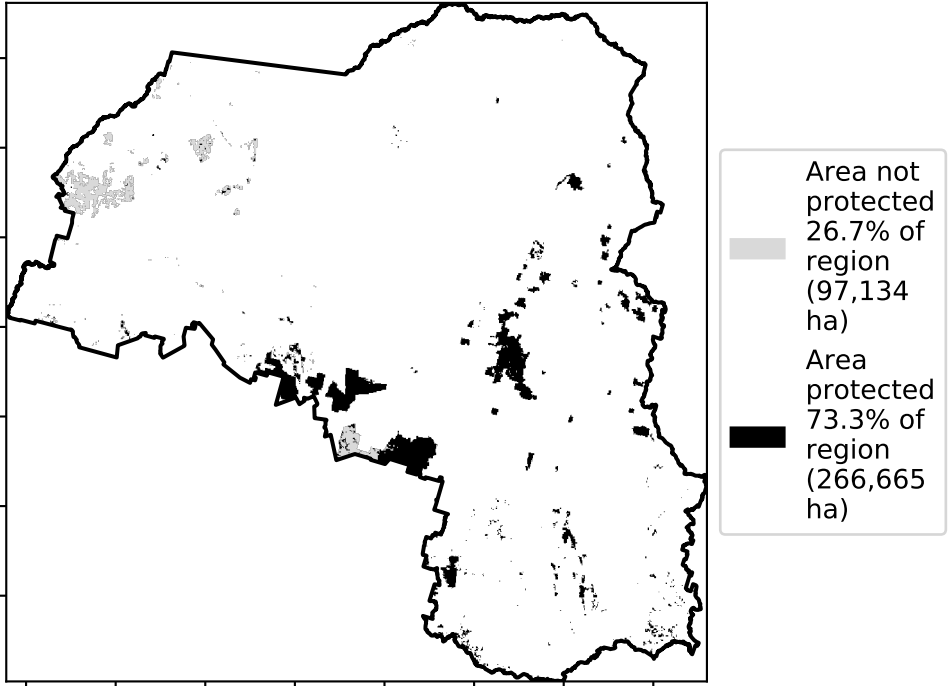 Area not
protected
26.7% of
region
(97,134
ha)
Area
protected
73.3% of
region
(266,665
ha)